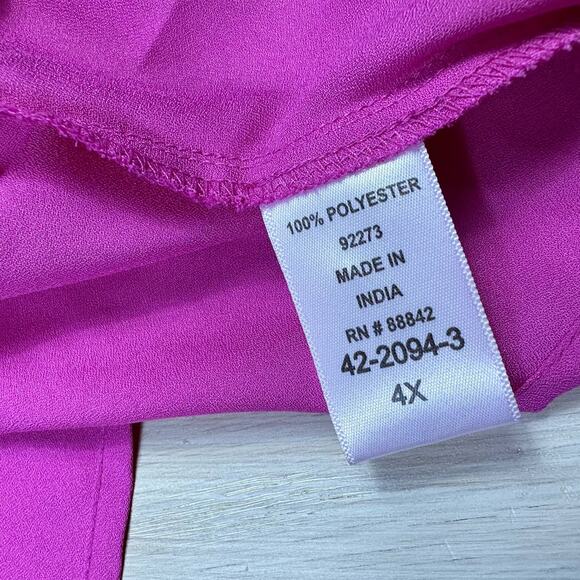 100% POLYESTER
92273
MADE IN
INDIA
RN # 88842
42-2094-3
4X